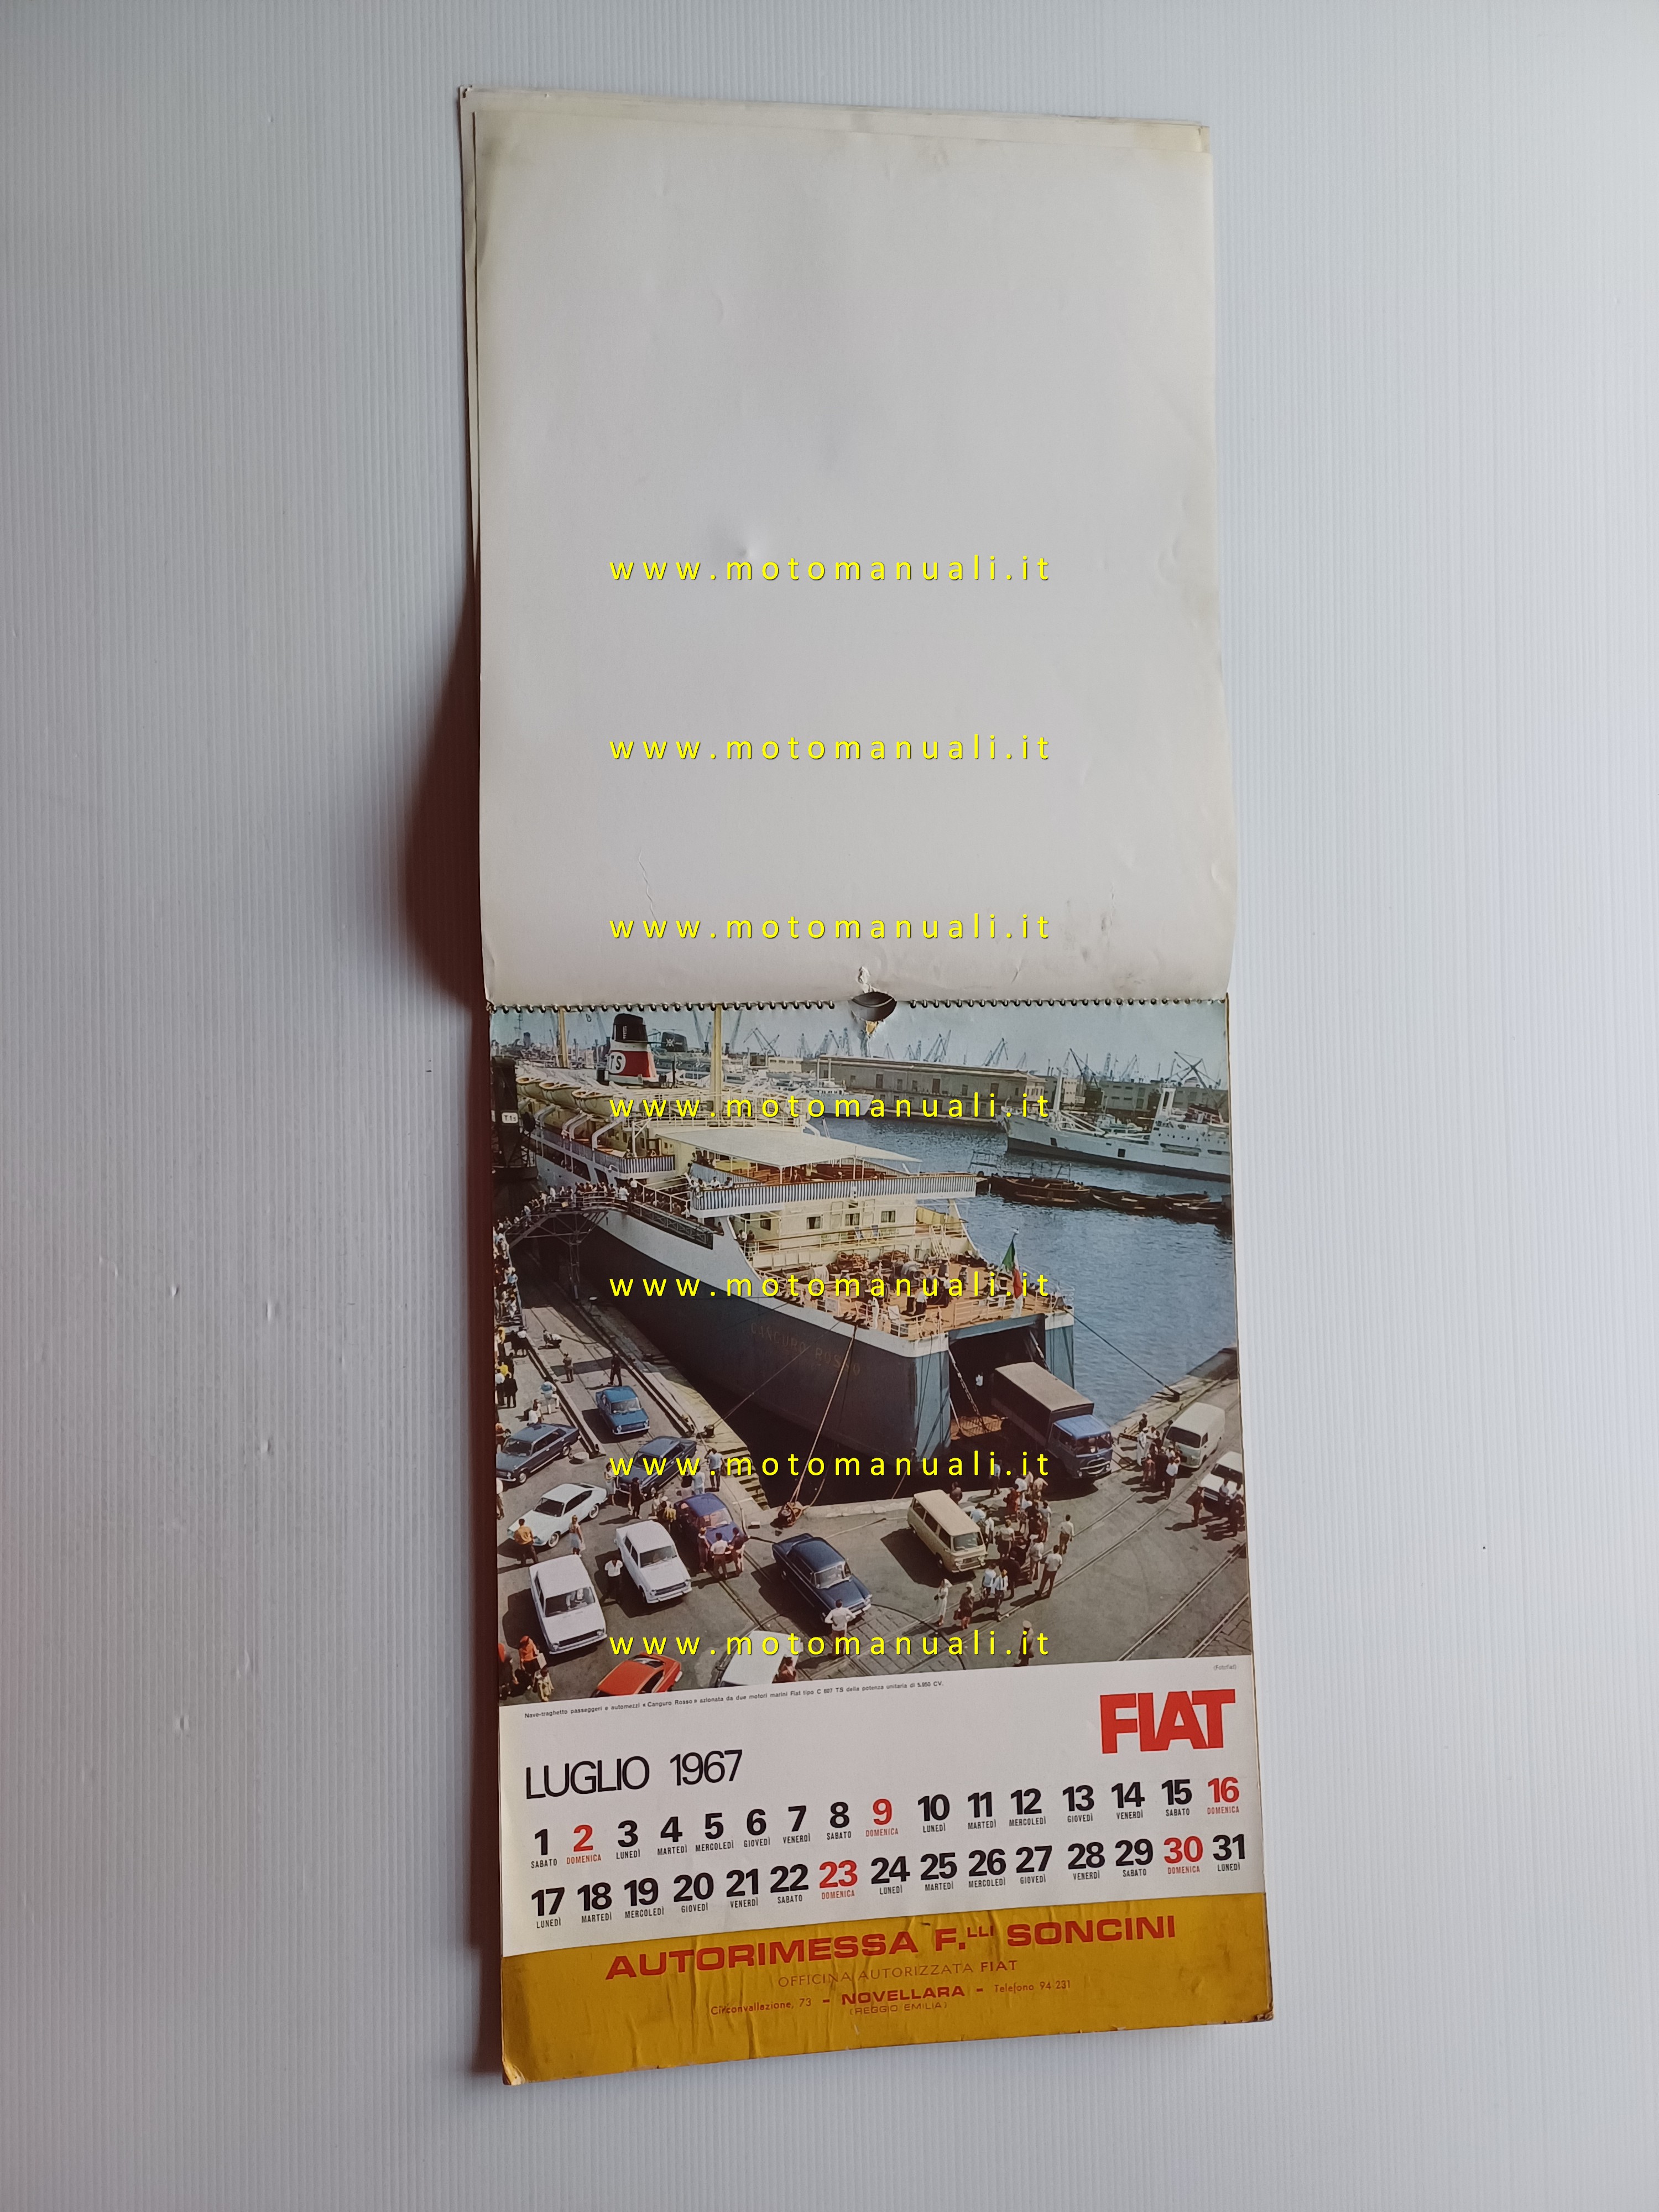 www.motomanuali.it
www.motomanuali.it
www.motomanuali.it
TS
T.Ts
www.motomanuali.it
www.motomanuali.it
CANGURO ROSSO
www.motomanuali.it
www.motomanuali.it
(Fotofiat)
Nave-traghetto passeggeri e automezzi «Canguro Rosso» azionata da due motori marini Fiat tipo C 607 TS della potenza unitaria di 5.850 CV.
FIAT
LUGLIO 1967
1 2 3 4 5 6 7 8 9 10 11 12 13 14 15 16
SABATO DOMENICA LUNEDÌ MARTEDÌ MERCOLEDÌ GIOVEDÌ VENERDÌ SABATO DOMENICA LUNEDÌ MARTEDÌ MERCOLEDÌ GIOVEDÌ VENERDÌ SABATO DOMENICA
17 18 19 20 21 22 23 24 25 26 27 28 29 30 31
LUNEDÌ MARTEDÌ MERCOLEDÌ GIOVEDÌ VENERDÌ SABATO DOMENICA LUNEDÌ MARTEDÌ MERCOLEDÌ GIOVEDÌ VENERDÌ SABATO DOMENICA LUNEDÌ
AUTORIMESSA F.LLI SONCINI
OFFICINA AUTORIZZATA FIAT
Circonvallazione, 73 - NOVELLARA - Telefono 94 231
(REGGIO EMILIA)